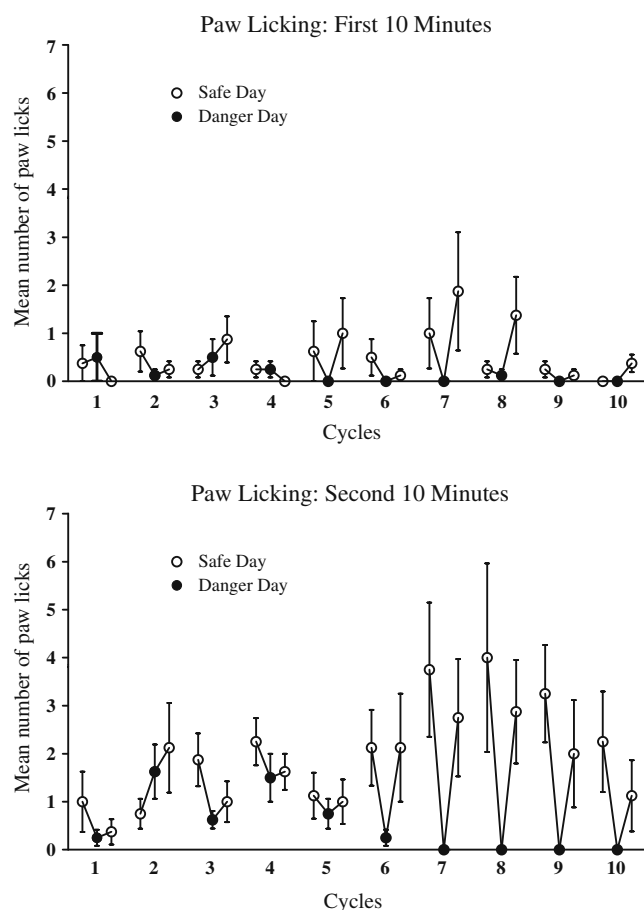 Paw Licking: First 10 Minutes
7
6
5
4
3
2
1
0
Mean number of paw licks
Safe Day
Danger Day
1 2 3 4 5 6 7 8 9 10
Cycles
Paw Licking: Second 10 Minutes
7
6
5
4
3
2
1
0
Mean number of paw licks
Safe Day
Danger Day
1 2 3 4 5 6 7 8 9 10
Cycles